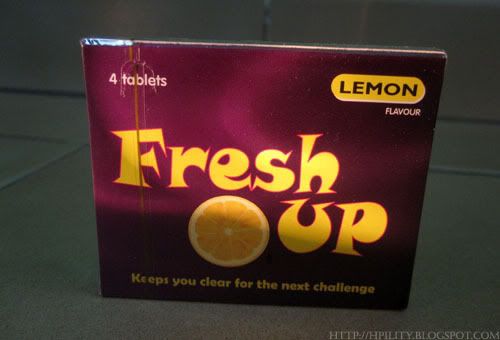 4 tablets
LEMON
FLAVOUR
Fresh
UP
Keeps you clear for the next challenge
HTTP://HPILITY.BLOGSPOT.COM